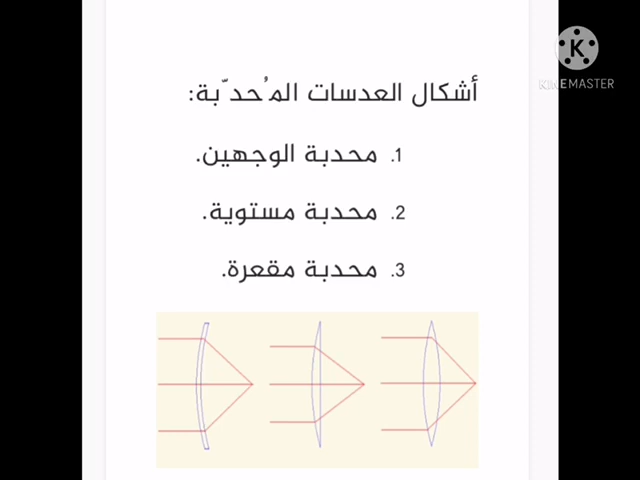 أشكال العدسات المُحدّبة:
1. محدبة الوجهين.
2. محدبة مستوية.
3. محدبة مقعرة.
K
KINEMASTER